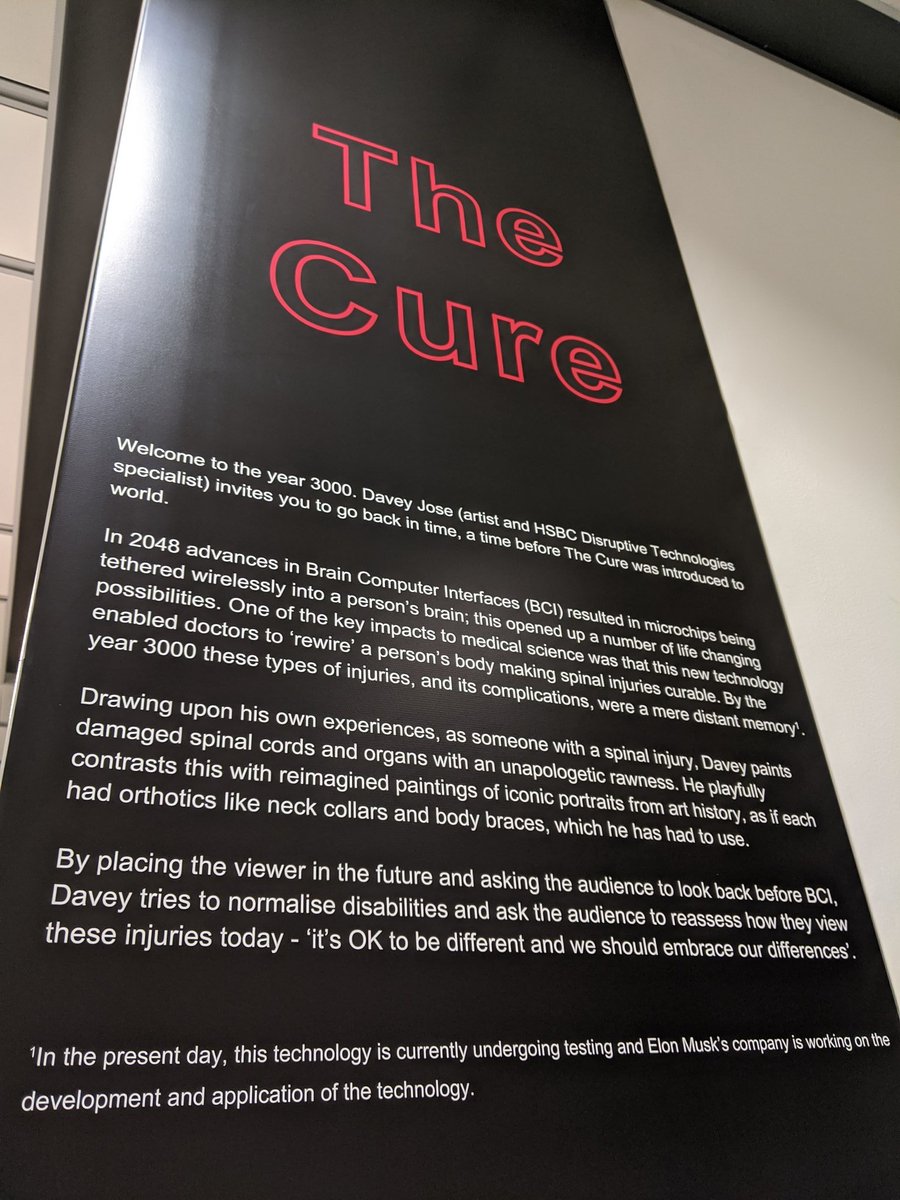 The
Cure
Welcome to the year 3000. Davey Jose (artist and HSBC Disruptive Technologies
specialist) invites you to go back in time, a time before The Cure was introduced to
world.
In 2048 advances in Brain Computer Interfaces (BCI) resulted in microchips being
tethered wirelessly into a person’s brain; this opened up a number of life changing
possibilities. One of the key impacts to medical science was that this new technology
enabled doctors to ‘rewire’ a person’s body making spinal injuries curable. By the
year 3000 these types of injuries, and its complications, were a mere distant memory¹.
Drawing upon his own experiences, as someone with a spinal injury, Davey paints
damaged spinal cords and organs with an unapologetic rawness. He playfully
contrasts this with reimagined paintings of iconic portraits from art history, as if each
had orthotics like neck collars and body braces, which he has had to use.
By placing the viewer in the future and asking the audience to look back before BCI,
Davey tries to normalise disabilities and ask the audience to reassess how they view
these injuries today - ‘it’s OK to be different and we should embrace our differences’.
¹In the present day, this technology is currently undergoing testing and Elon Musk’s company is working on the
development and application of the technology.